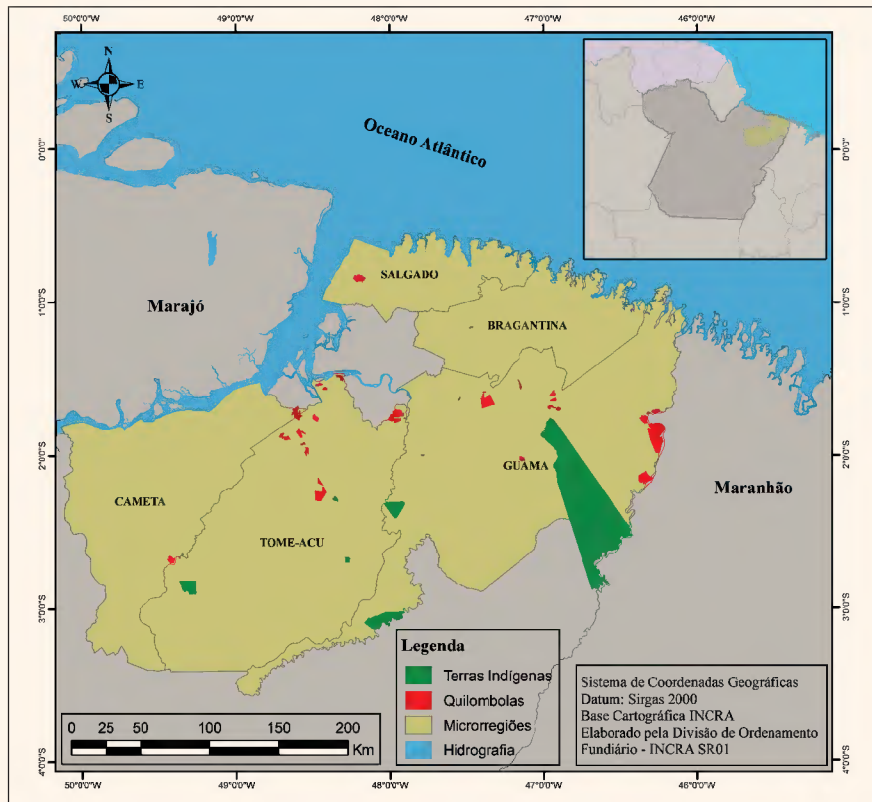 50°0'0"W 49°0'0"W 48°0'0"W 47°0'0"W 46°0'0"W
N
W E
S
Oceano Atlântico
0°0'0" 0°0'0"
SALGADO
Marajó
1°0'0"S 1°0'0"S
BRAGANTINA
2°0'0"S 2°0'0"S
GUAMA
CAMETA
Maranhão
TOME-ACU
3°0'0"S 3°0'0"S
Legenda
Terras Indígenas
Quilombolas
Microrregiões
Hidrografia
Sistema de Coordenadas Geográficas
Datum: Sirgas 2000
Base Cartográfica INCRA
Elaborado pela Divisão de Ordenamento
Fundiário - INCRA SR01
0 25 50 100 150 200
Km
4°0'0"S 4°0'0"S
50°0'0"W 49°0'0"W 48°0'0"W 47°0'0"W 46°0'0"W